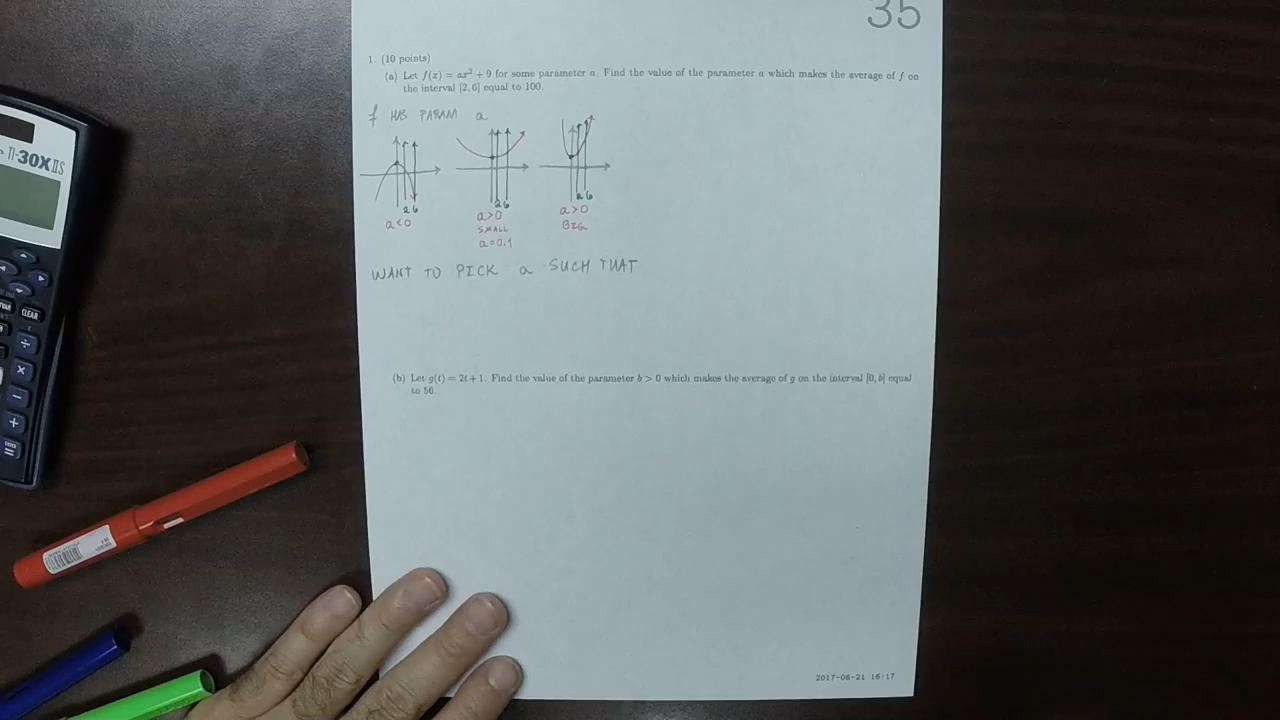 35
1. (10 points)
(a) Let f(x) = ax² + 9 for some parameter a. Find the value of the parameter a which makes the average of f on
the interval [2, 6] equal to 100.
f HAS PARAM a
2 6
a<0
2 6
a>0
SMALL
a=0.1
2 6
a>0
BIG
WANT TO PICK a SUCH THAT
(b) Let g(t) = 2t + 1. Find the value of the parameter b > 0 which makes the average of g on the interval [0, b] equal
to 56.
2017-06-21 16:17
TI-30X IIS
CLEAR
ENTER